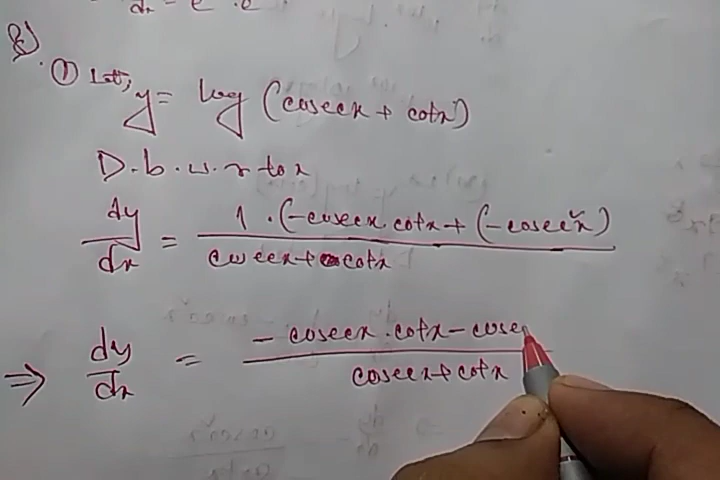 Q.
① Let, y = log (cosecx + cotx)
D.b.w.r to x
dy/dx = 1 . (-cosecx . cotx + (-cosec²x) / cosecx + cotx
⇒ dy/dx = - cosecx . cotx - cose / cosecx + cotx